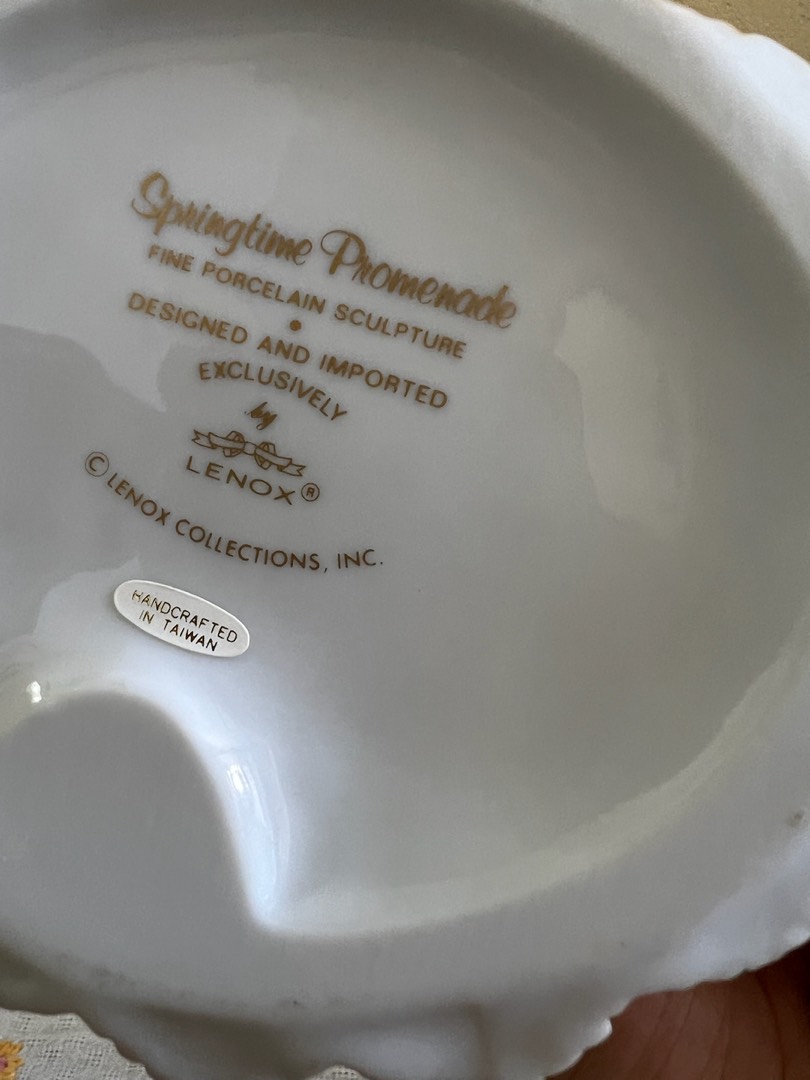 Springtime Promenade
FINE PORCELAIN SCULPTURE
•
DESIGNED AND IMPORTED
EXCLUSIVELY
by
LENOX®
© LENOX COLLECTIONS, INC.
HANDCRAFTED
IN TAIWAN